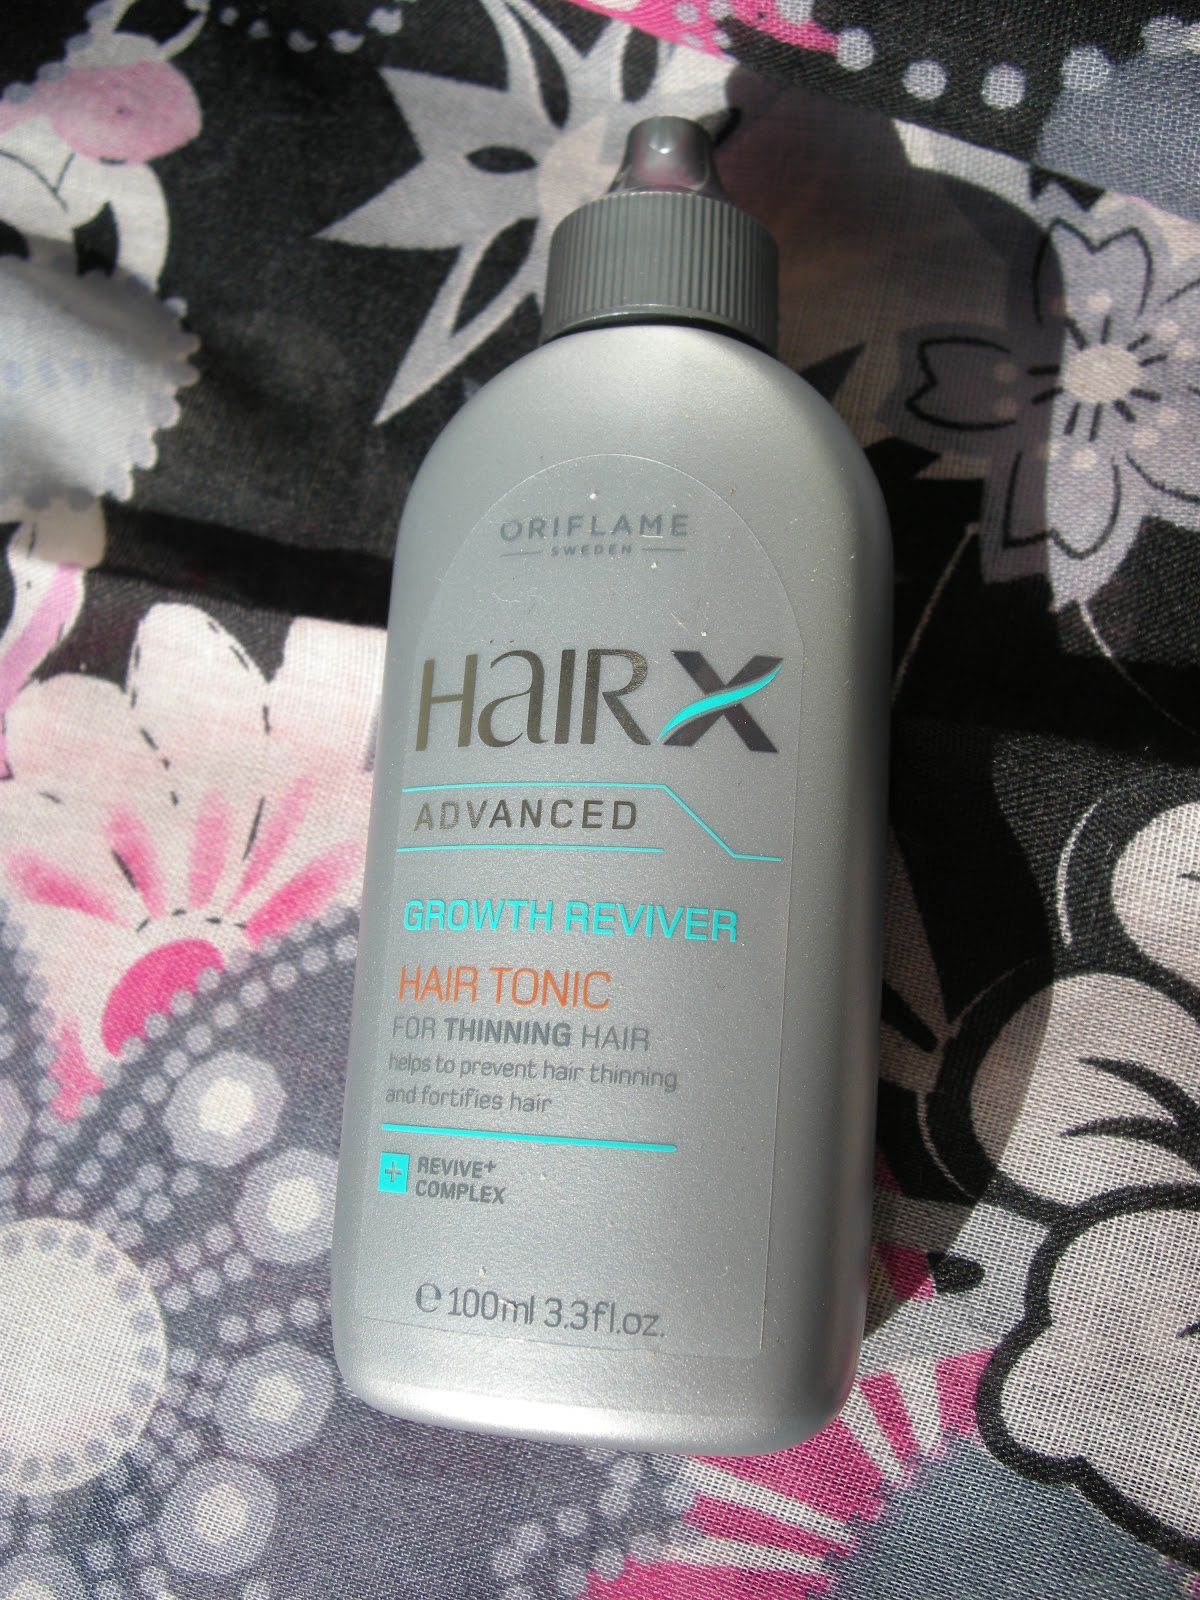 ORIFLAME
SWEDEN
HAIRX
ADVANCED
GROWTH REVIVER
HAIR TONIC
FOR THINNING HAIR
helps to prevent hair thinning
and fortifies hair
+ REVIVE+
COMPLEX
℮ 100ml 3.3fl.oz.